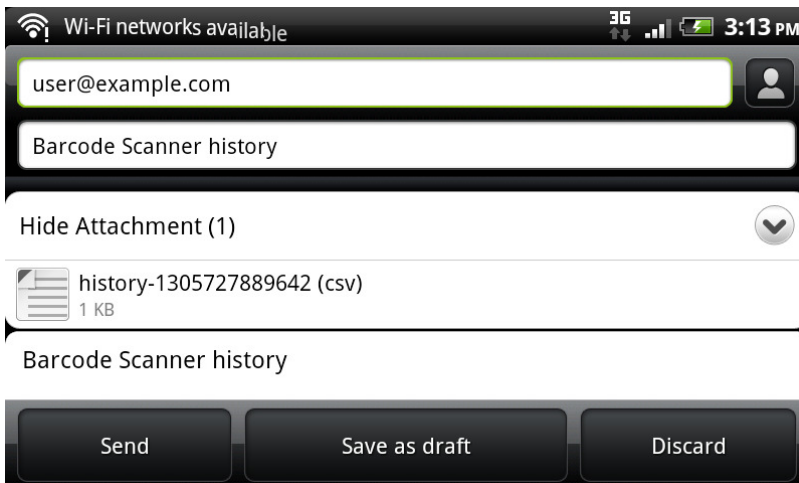 Wi-Fi networks available 3G 3:13 PM
user@example.com
Barcode Scanner history
Hide Attachment (1)
history-1305727889642 (csv)
1 KB
Barcode Scanner history
Send Save as draft Discard